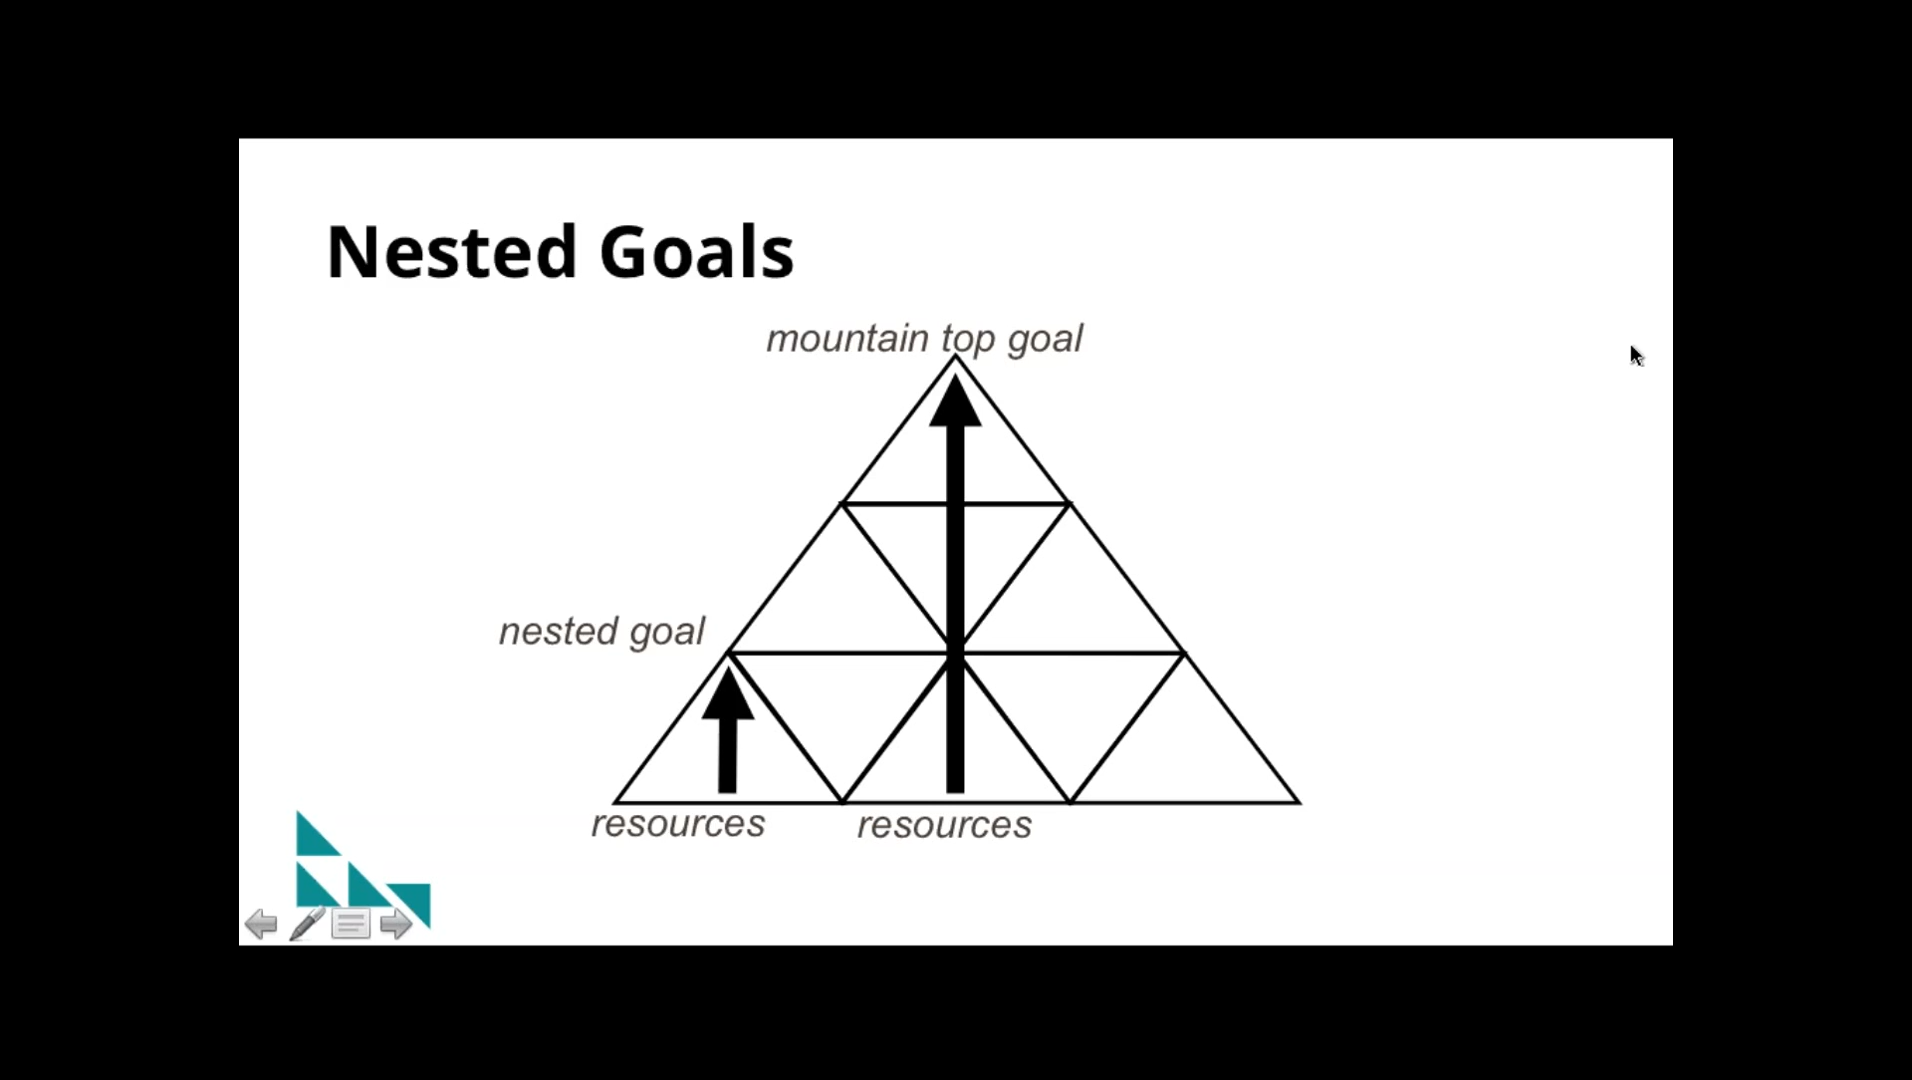 Nested Goals
mountain top goal
nested goal
resources
resources